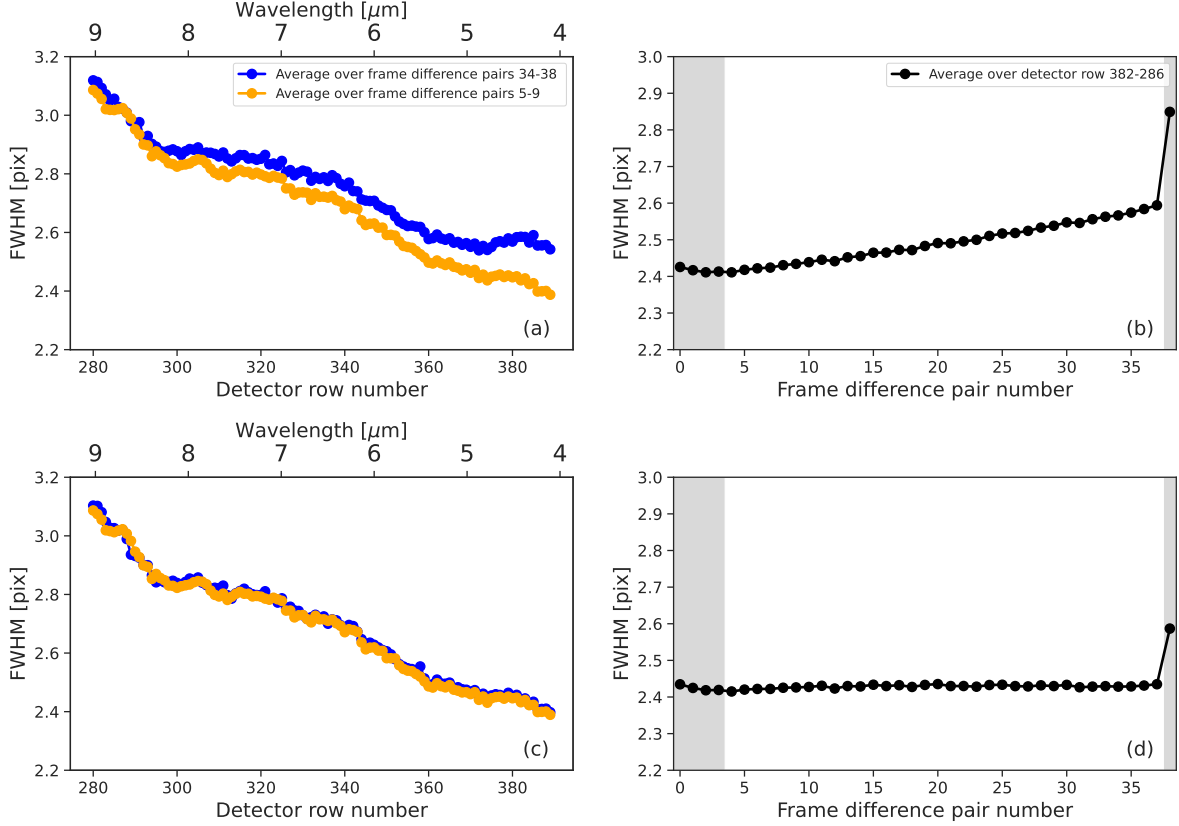 Wavelength [μm]
9 8 7 6 5 4
3.2
3.0
2.8
2.6
2.4
2.2
FWHM [pix]
Average over frame difference pairs 34-38
Average over frame difference pairs 5-9
(a)
280 300 320 340 360 380
Detector row number
3.0
2.9
2.8
2.7
2.6
2.5
2.4
2.3
2.2
FWHM [pix]
Average over detector row 382-286
(b)
0 5 10 15 20 25 30 35
Frame difference pair number
Wavelength [μm]
9 8 7 6 5 4
3.2
3.0
2.8
2.6
2.4
2.2
FWHM [pix]
(c)
280 300 320 340 360 380
Detector row number
3.0
2.9
2.8
2.7
2.6
2.5
2.4
2.3
2.2
FWHM [pix]
(d)
0 5 10 15 20 25 30 35
Frame difference pair number